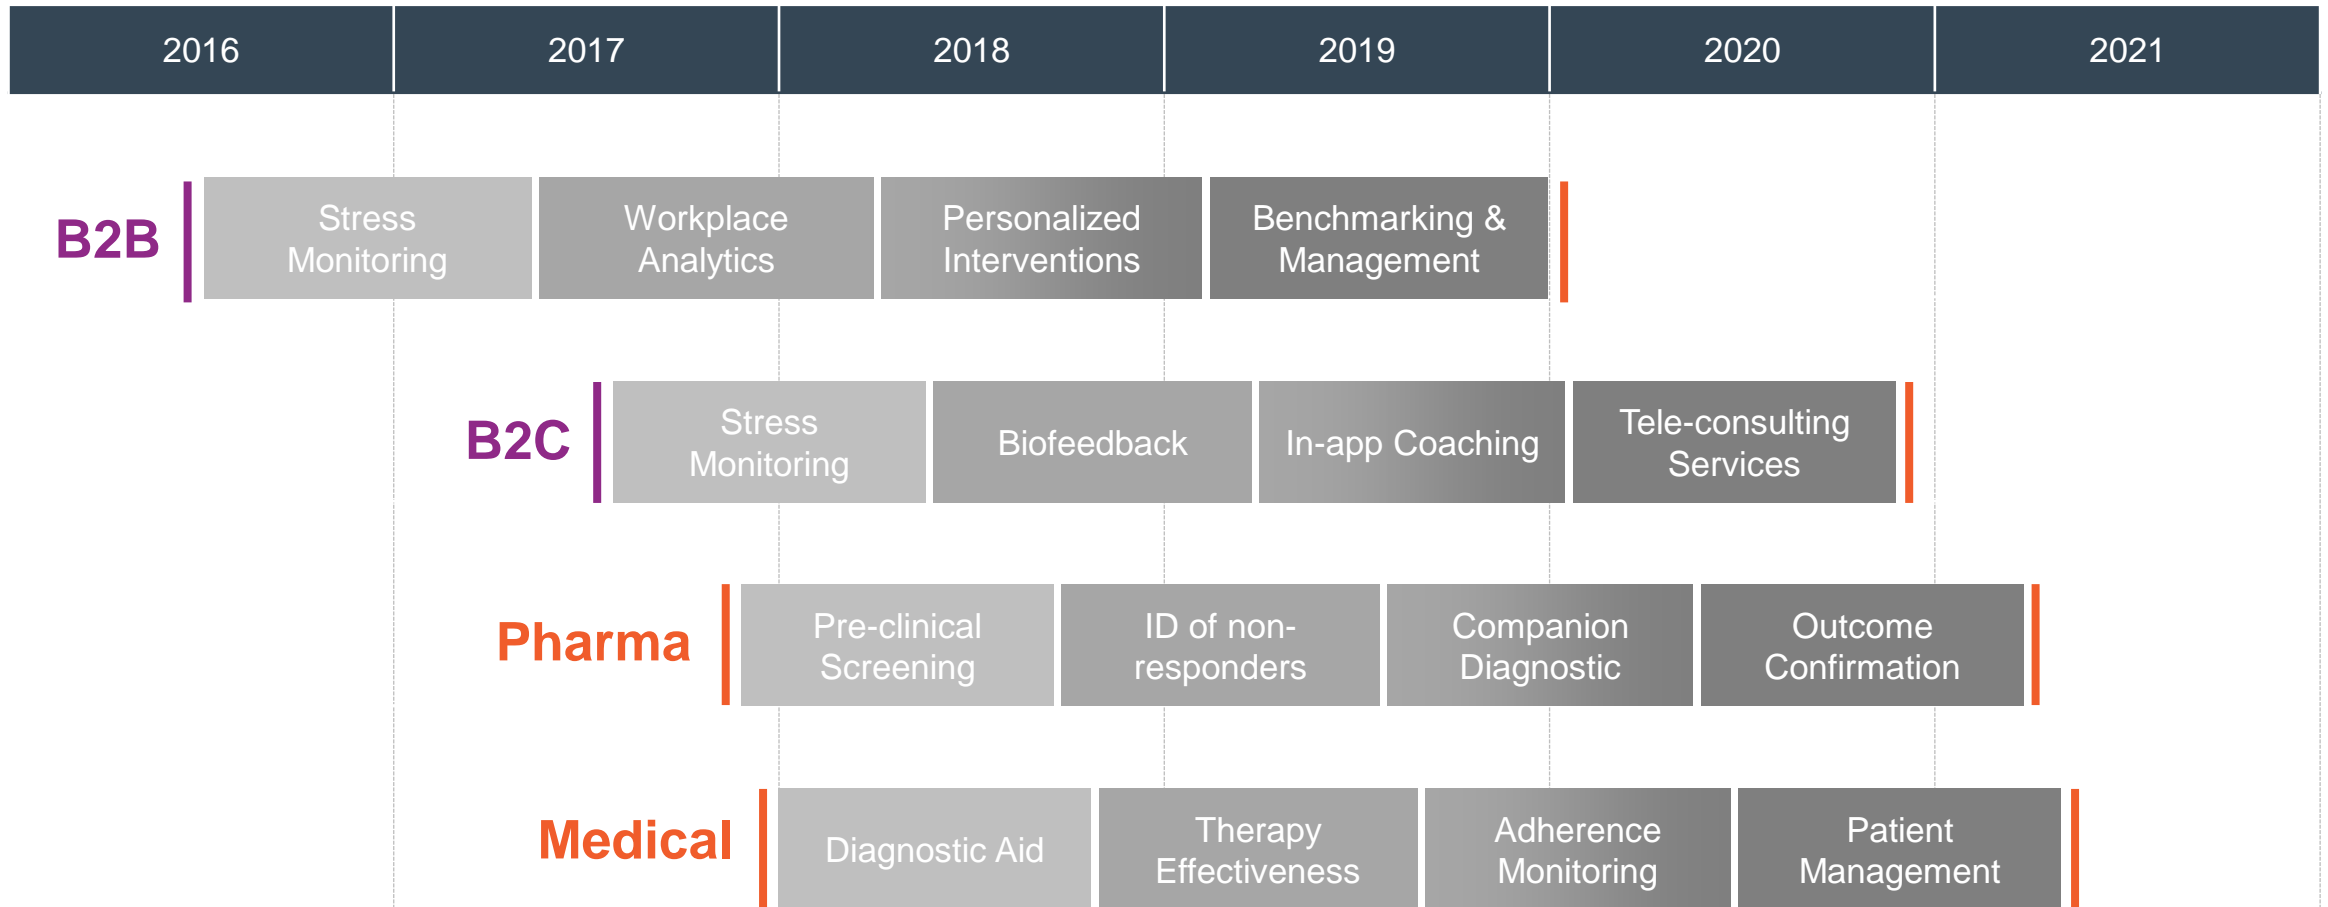 2016 2017 2018 2019 2020 2021
B2B
Stress
Monitoring
Workplace
Analytics
Personalized
Interventions
Benchmarking &
Management
B2C
Stress
Monitoring
Biofeedback
In-app Coaching
Tele-consulting
Services
Pharma
Pre-clinical
Screening
ID of non-
responders
Companion
Diagnostic
Outcome
Confirmation
Medical
Diagnostic Aid
Therapy
Effectiveness
Adherence
Monitoring
Patient
Management